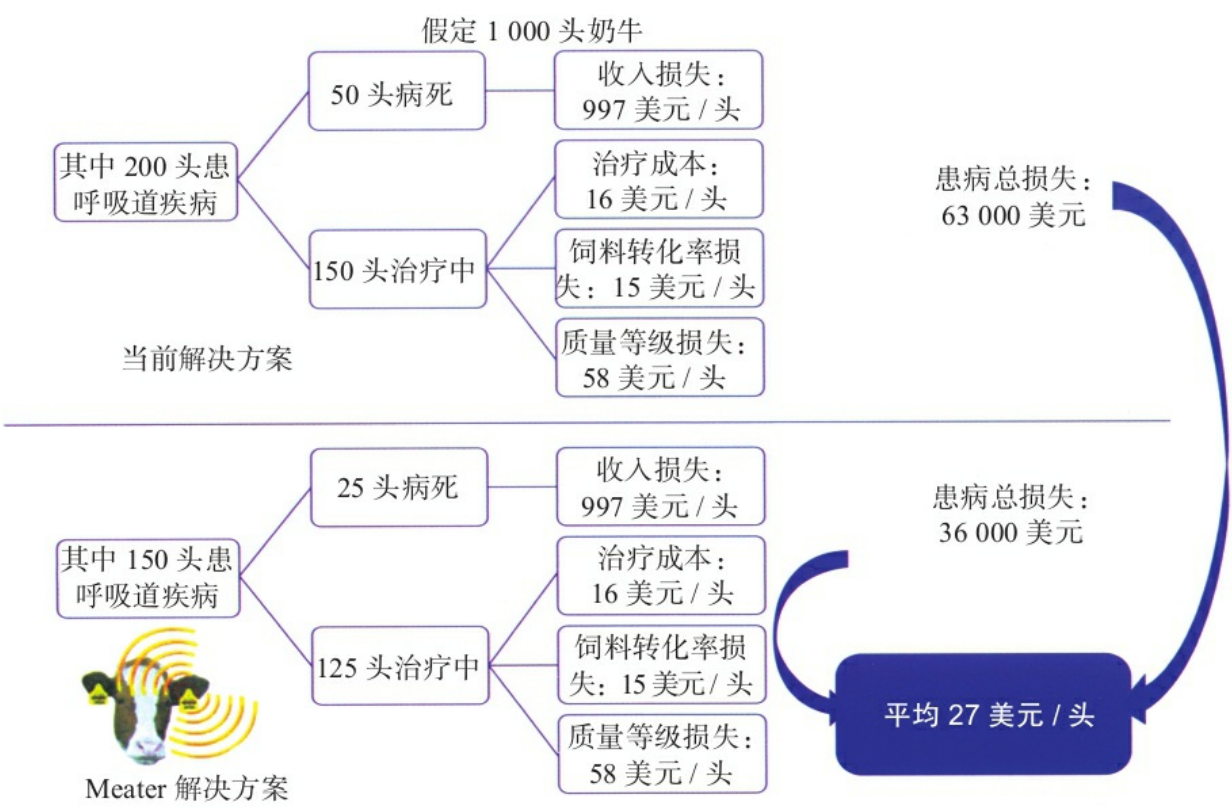 假定 1 000 头奶牛
50 头病死
收入损失：
997 美元 / 头
其中 200 头患
呼吸道疾病
治疗成本：
16 美元 / 头
患病总损失：
63 000 美元
150 头治疗中
饲料转化率损
失：15 美元 / 头
当前解决方案
质量等级损失：
58 美元 / 头
25 头病死
收入损失：
997 美元 / 头
患病总损失：
36 000 美元
其中 150 头患
呼吸道疾病
治疗成本：
16 美元 / 头
125 头治疗中
饲料转化率损
失：15 美元 / 头
平均 27 美元 / 头
质量等级损失：
58 美元 / 头
Meater 解决方案